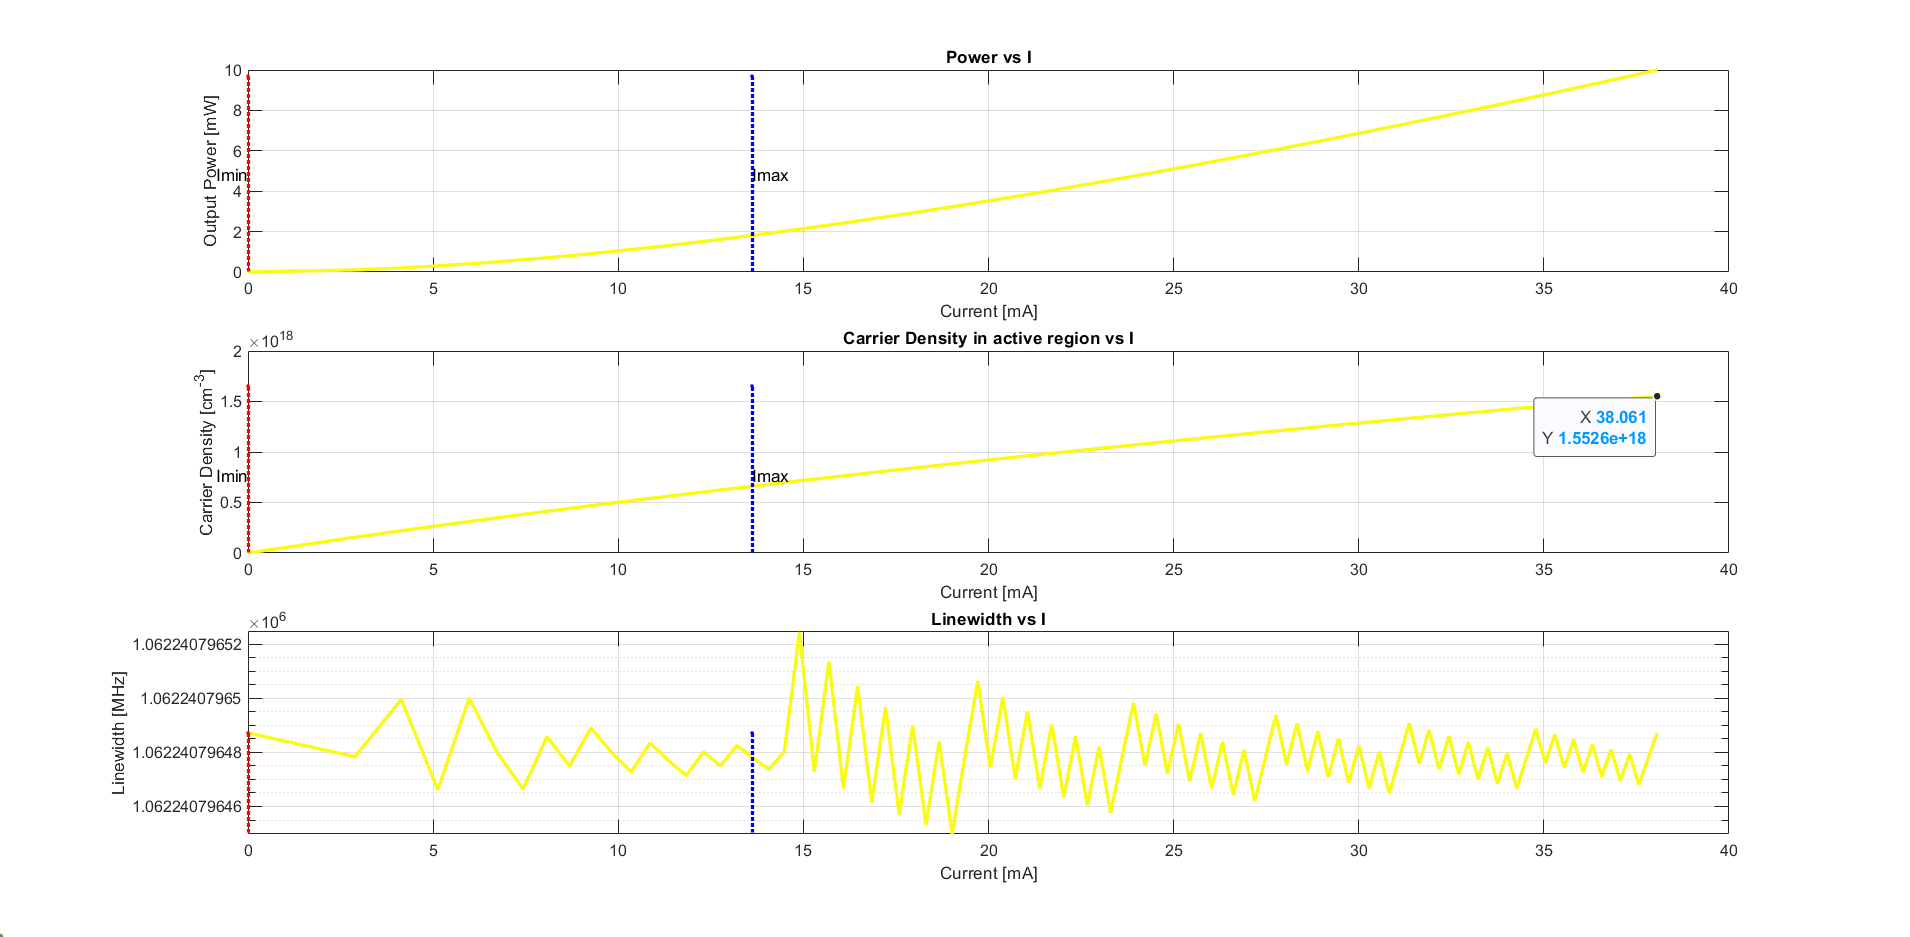 Power vs I
Output Power [mW]
10
8
6
4
2
0
Imin
Imax
0 5 10 15 20 25 30 35 40
Current [mA]
Carrier Density in active region vs I
×10^18
Carrier Density [cm^-3]
2
1.5
1
0.5
0
Imin
Imax
X 38.061
Y 1.5526e+18
0 5 10 15 20 25 30 35 40
Current [mA]
Linewidth vs I
×10^6
Linewidth [MHz]
1.06224079652
1.0622407965
1.06224079648
1.06224079646
0 5 10 15 20 25 30 35 40
Current [mA]